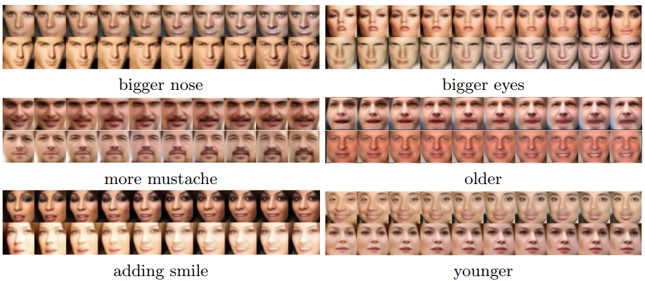 bigger nose
bigger eyes
more mustache
older
adding smile
younger